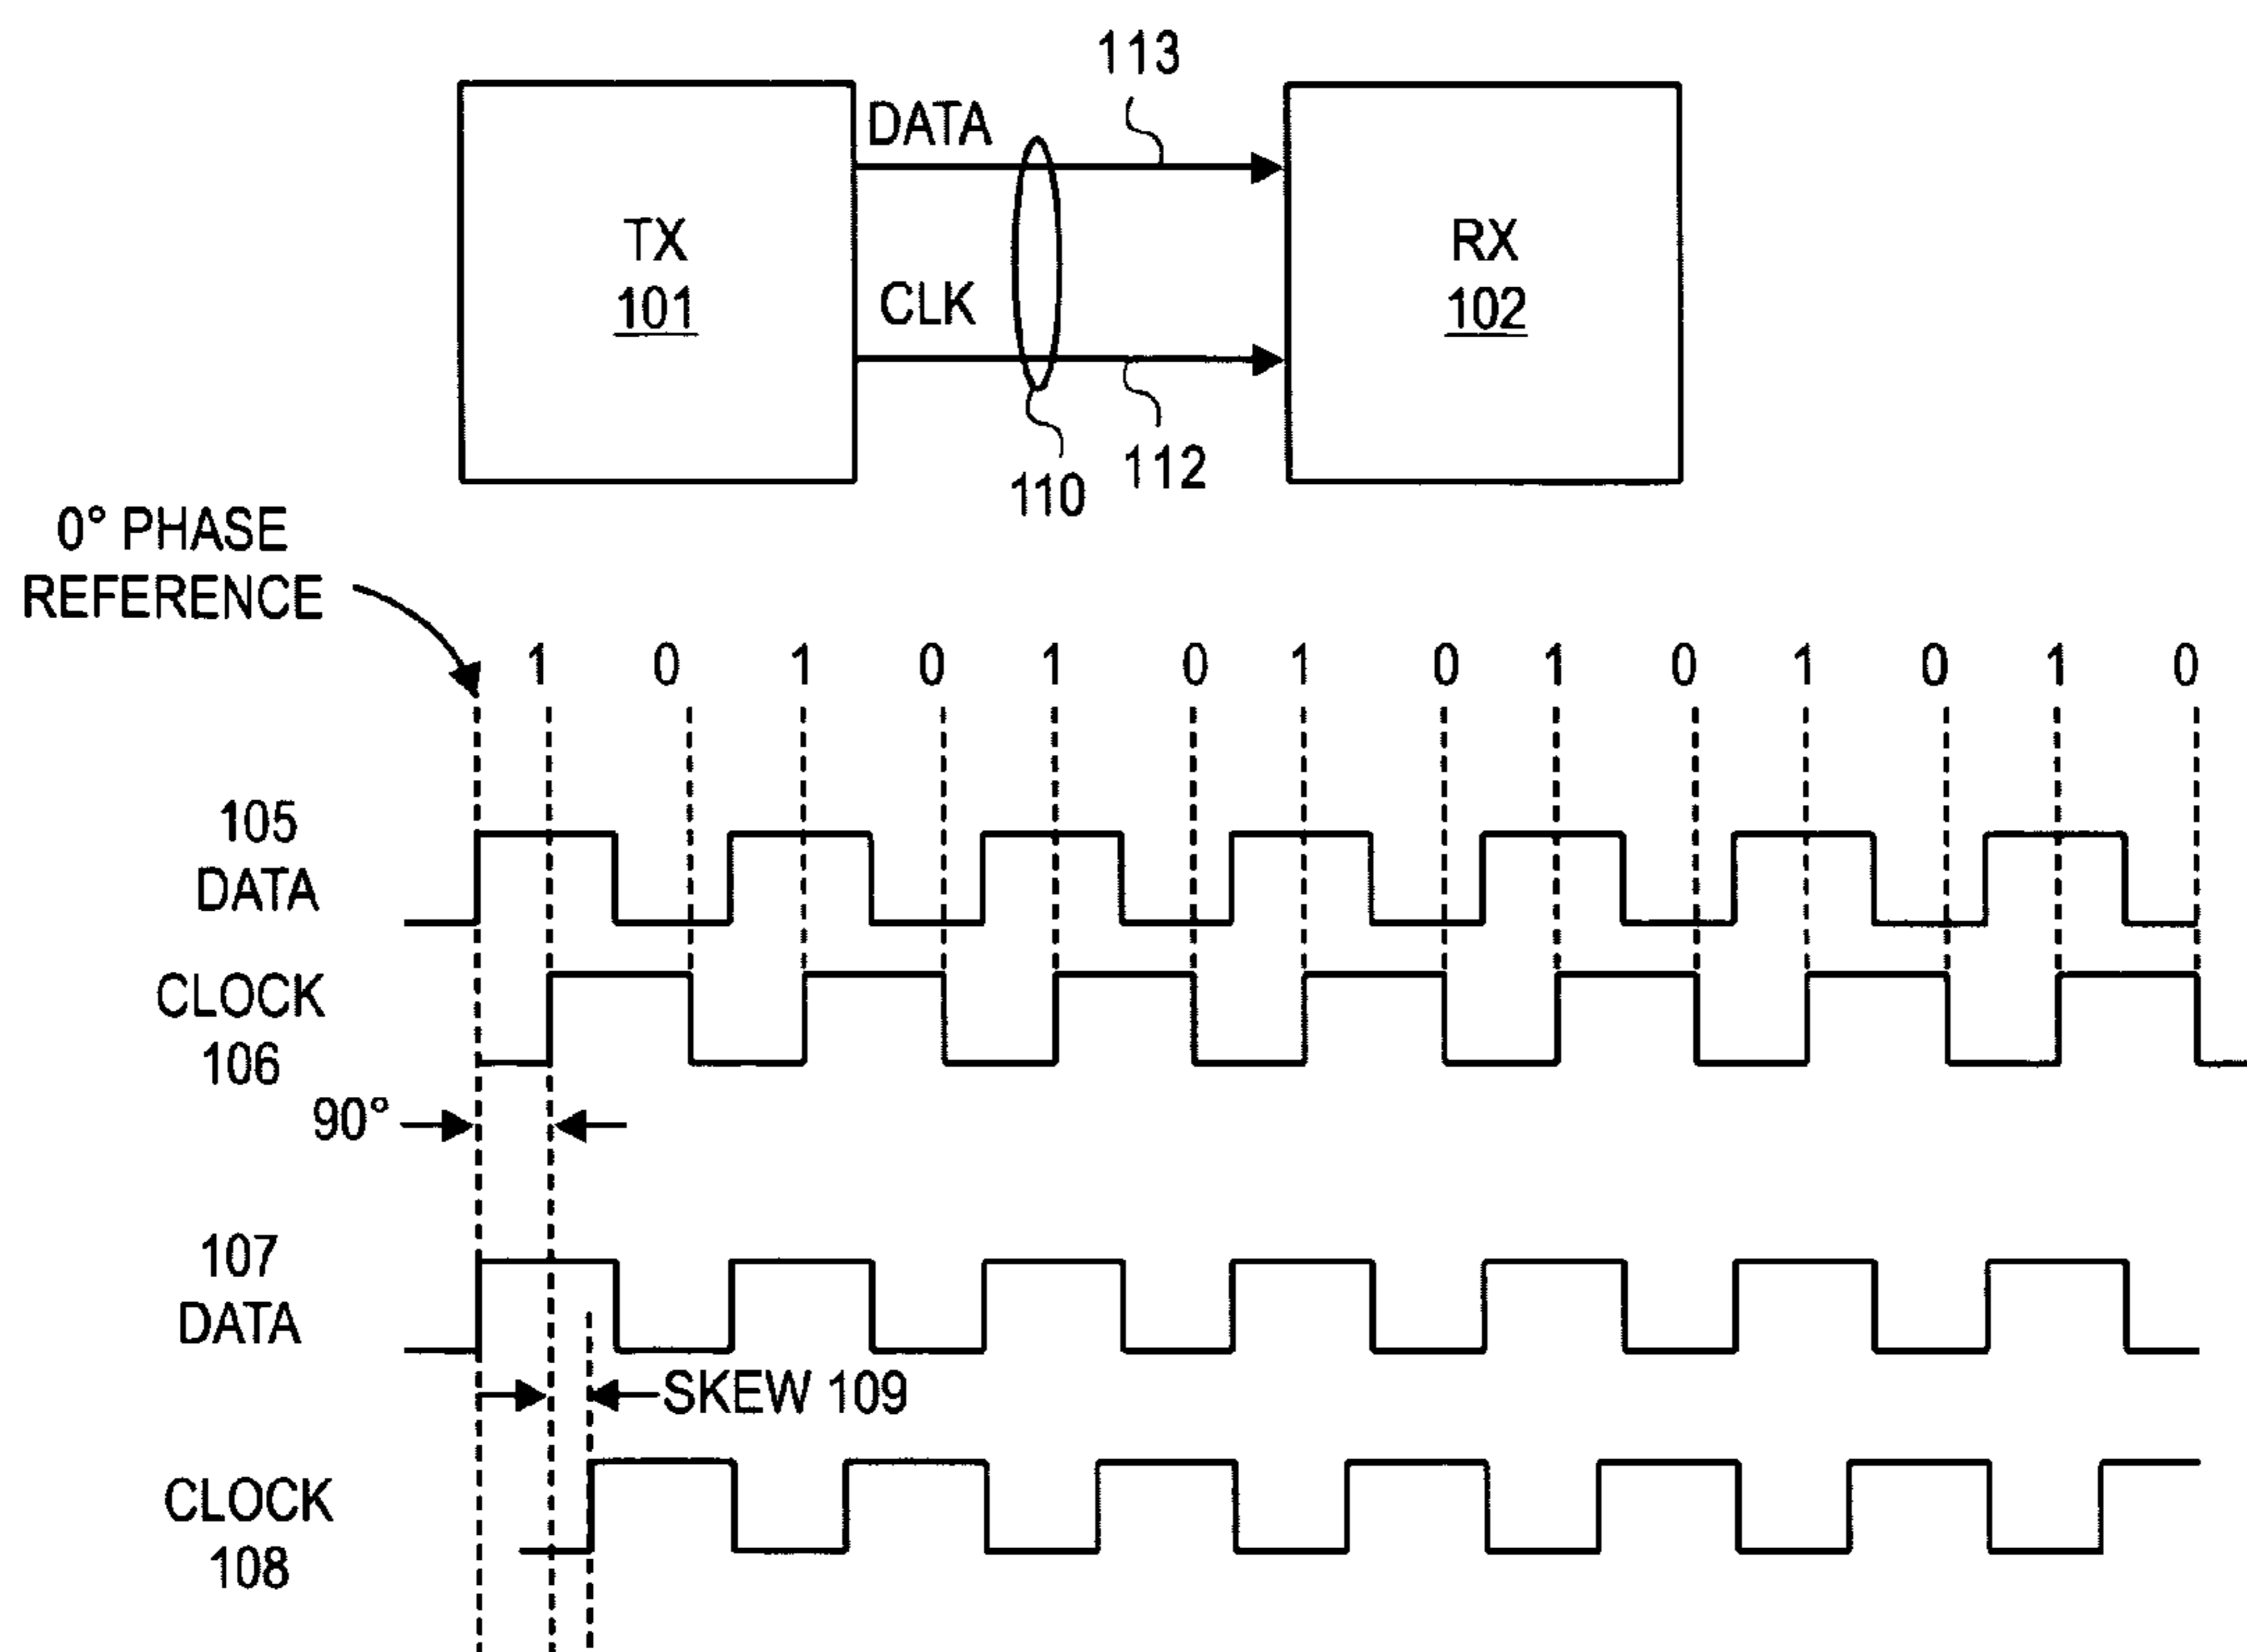 113
DATA
TX
101
CLK
RX
102
112
110
0° PHASE
REFERENCE
1 0 1 0 1 0 1 0 1 0 1 0 1 0
105
DATA
CLOCK
106
90°
107
DATA
SKEW 109
CLOCK
108